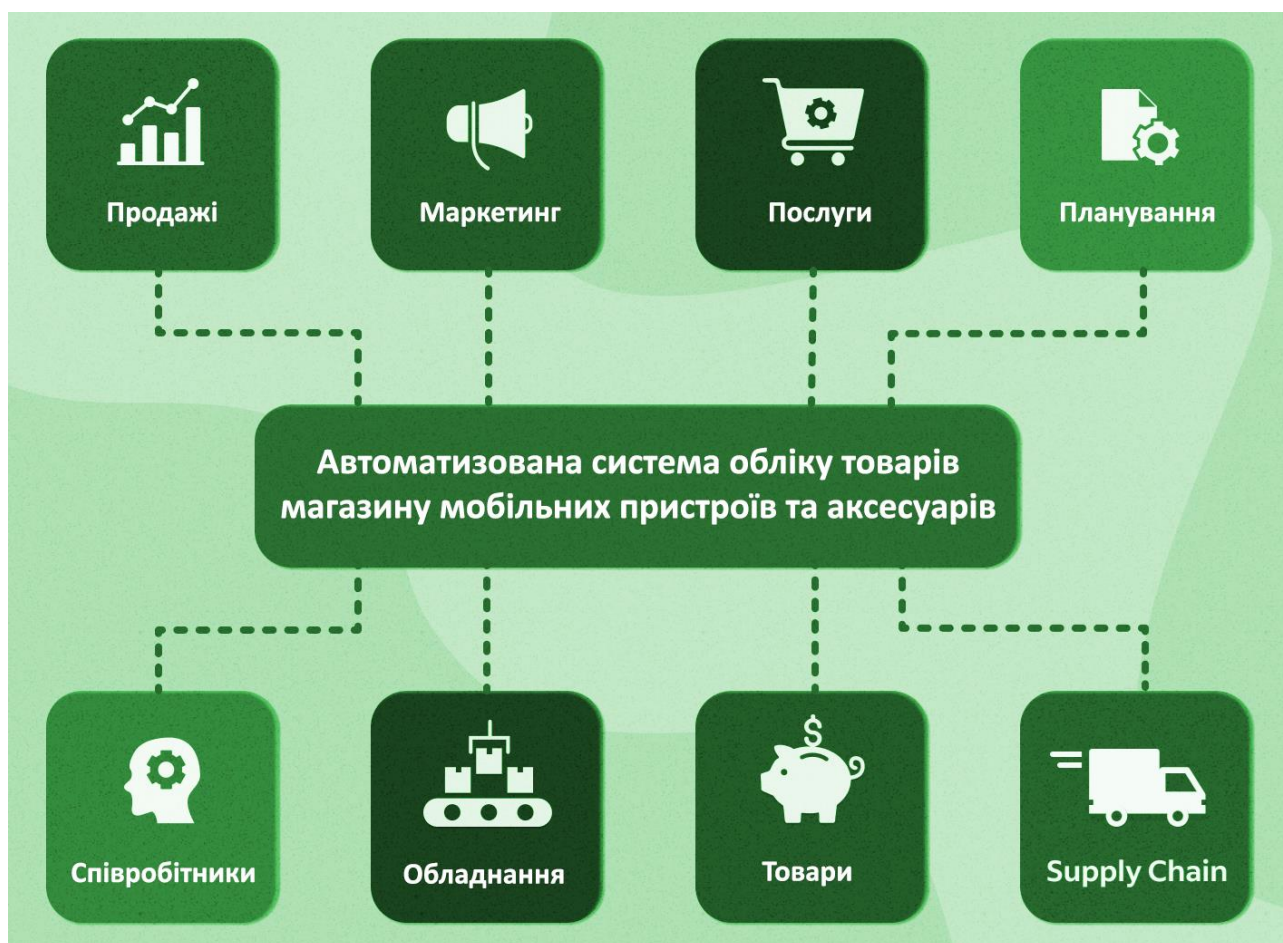 Продажі
Маркетинг
Послуги
Планування
Автоматизована система обліку товарів
магазину мобільних пристроїв та аксесуарів
Співробітники
Обладнання
Товари
Supply Chain